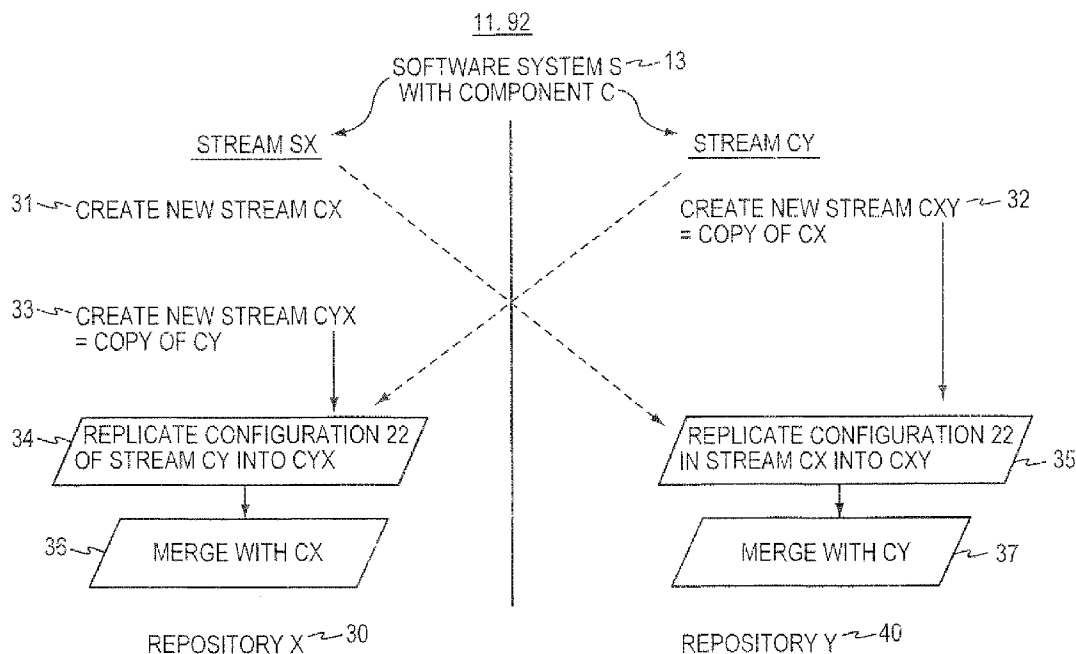 11, 92
SOFTWARE SYSTEM S 13
WITH COMPONENT C
STREAM SX
STREAM CY
31 CREATE NEW STREAM CX
CREATE NEW STREAM CXY 32
= COPY OF CX
33 CREATE NEW STREAM CYX
= COPY OF CY
34 REPLICATE CONFIGURATION 22
OF STREAM CY INTO CYX
REPLICATE CONFIGURATION 22
IN STREAM CX INTO CXY 35
36 MERGE WITH CX
MERGE WITH CY 37
REPOSITORY X 30
REPOSITORY Y 40